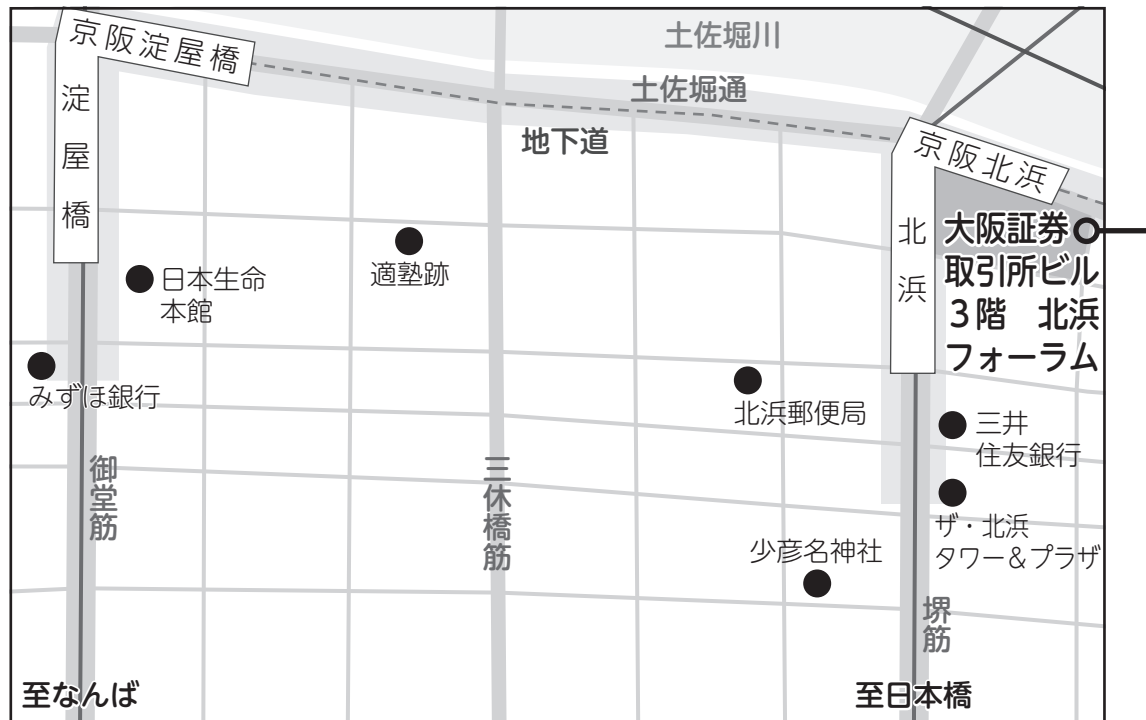 京阪淀屋橋
淀屋橋
土佐堀川
土佐堀通
地下道
京阪北浜
北浜
大阪証券
取引所ビル
3階　北浜
フォーラム
適塾跡
日本生命
本館
みずほ銀行
北浜郵便局
三井
住友銀行
御堂筋
三休橋筋
ザ・北浜
タワー&プラザ
少彦名神社
堺筋
至なんば
至日本橋